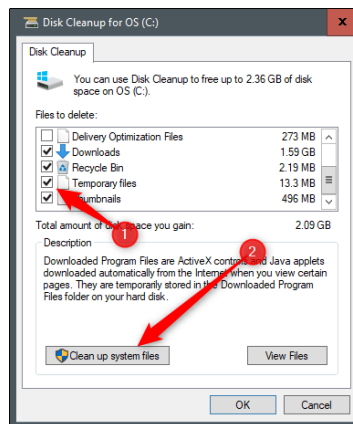 Disk Cleanup for OS (C:)
x
Disk Cleanup
You can use Disk Cleanup to free up to 2.36 GB of disk
space on OS (C:).
Files to delete:
Delivery Optimization Files 273 MB
Downloads 1.59 GB
Recycle Bin 2.19 MB
Temporary files 13.3 MB
Thumbnails 496 MB
Total amount of disk space you gain: 2.09 GB
1
2
Description
Downloaded Program Files are ActiveX controls and Java applets
downloaded automatically from the Internet when you view certain
pages. They are temporarily stored in the Downloaded Program
Files folder on your hard disk.
Clean up system files
View Files
OK
Cancel